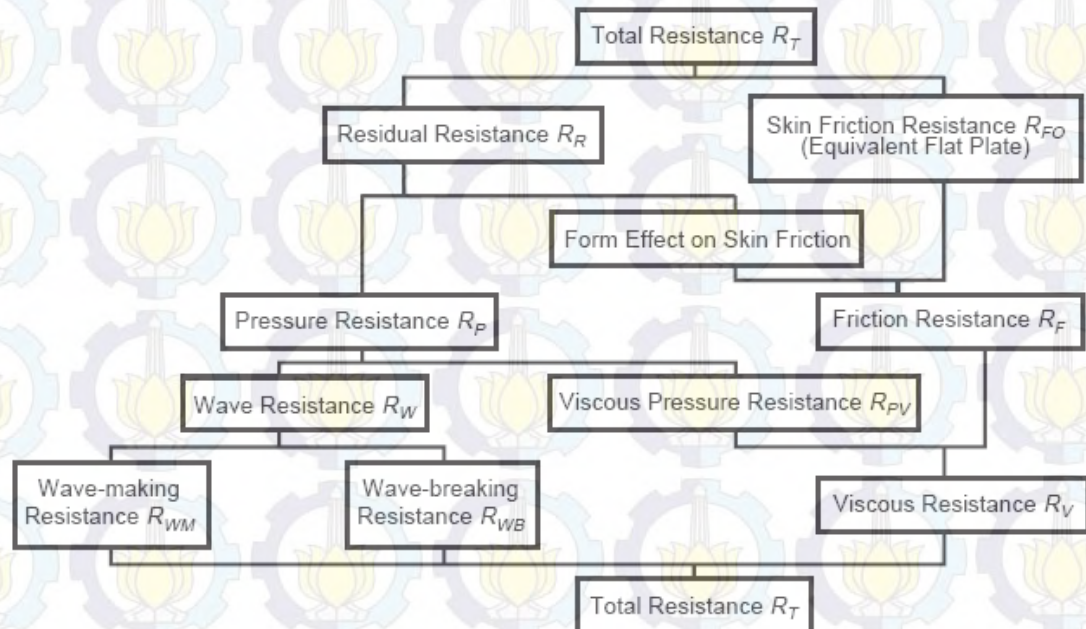 Total Resistance R_T
Residual Resistance R_R
Skin Friction Resistance R_FO
(Equivalent Flat Plate)
Form Effect on Skin Friction
Pressure Resistance R_P
Friction Resistance R_F
Wave Resistance R_W
Viscous Pressure Resistance R_PV
Wave-making
Resistance R_WM
Wave-breaking
Resistance R_WB
Viscous Resistance R_V
Total Resistance R_T